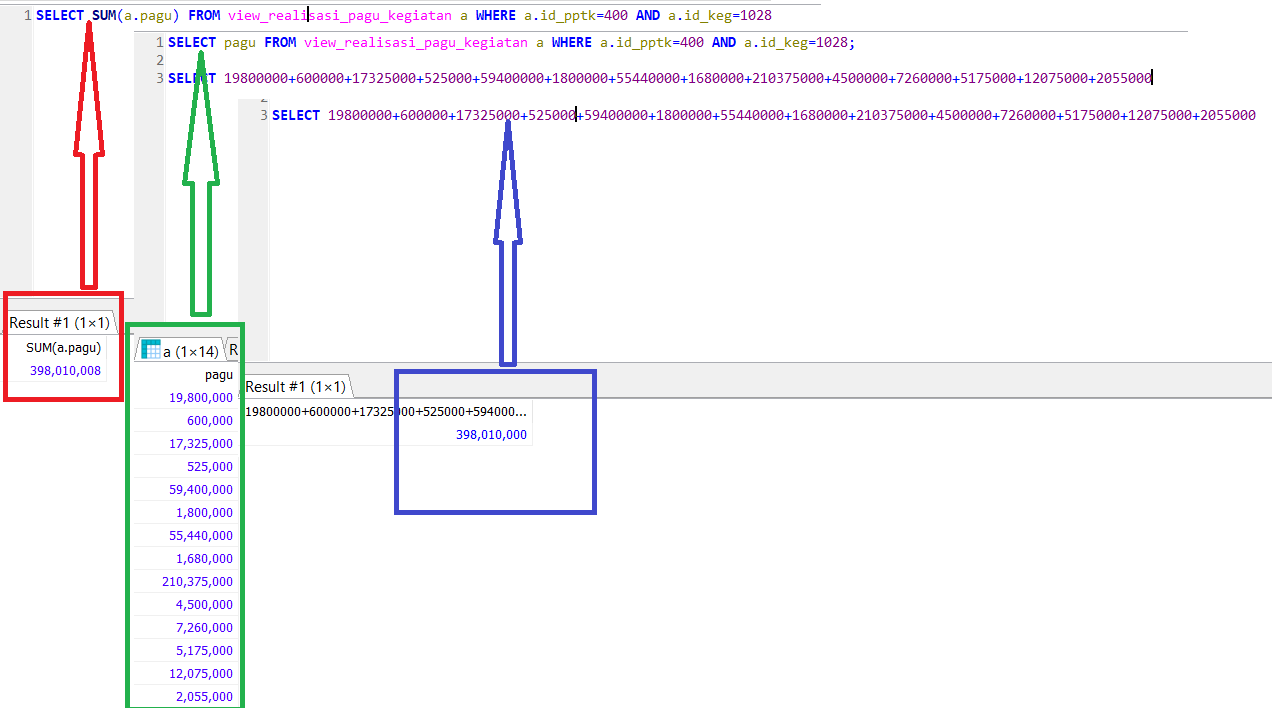 1 SELECT SUM(a.pagu) FROM view_realisasi_pagu_kegiatan a WHERE a.id_pptk=400 AND a.id_keg=1028
1 SELECT pagu FROM view_realisasi_pagu_kegiatan a WHERE a.id_pptk=400 AND a.id_keg=1028;
2
3 SELECT 19800000+600000+17325000+525000+59400000+1800000+55440000+1680000+210375000+4500000+7260000+5175000+12075000+2055000
2
3 SELECT 19800000+600000+17325000+525000+59400000+1800000+55440000+1680000+210375000+4500000+7260000+5175000+12075000+2055000
Result #1 (1×1)
SUM(a.pagu)
398,010,008
a (1×14) R
pagu
19,800,000
600,000
17,325,000
525,000
59,400,000
1,800,000
55,440,000
1,680,000
210,375,000
4,500,000
7,260,000
5,175,000
12,075,000
2,055,000
Result #1 (1×1)
19800000+600000+17325000+525000+594000...
398,010,000